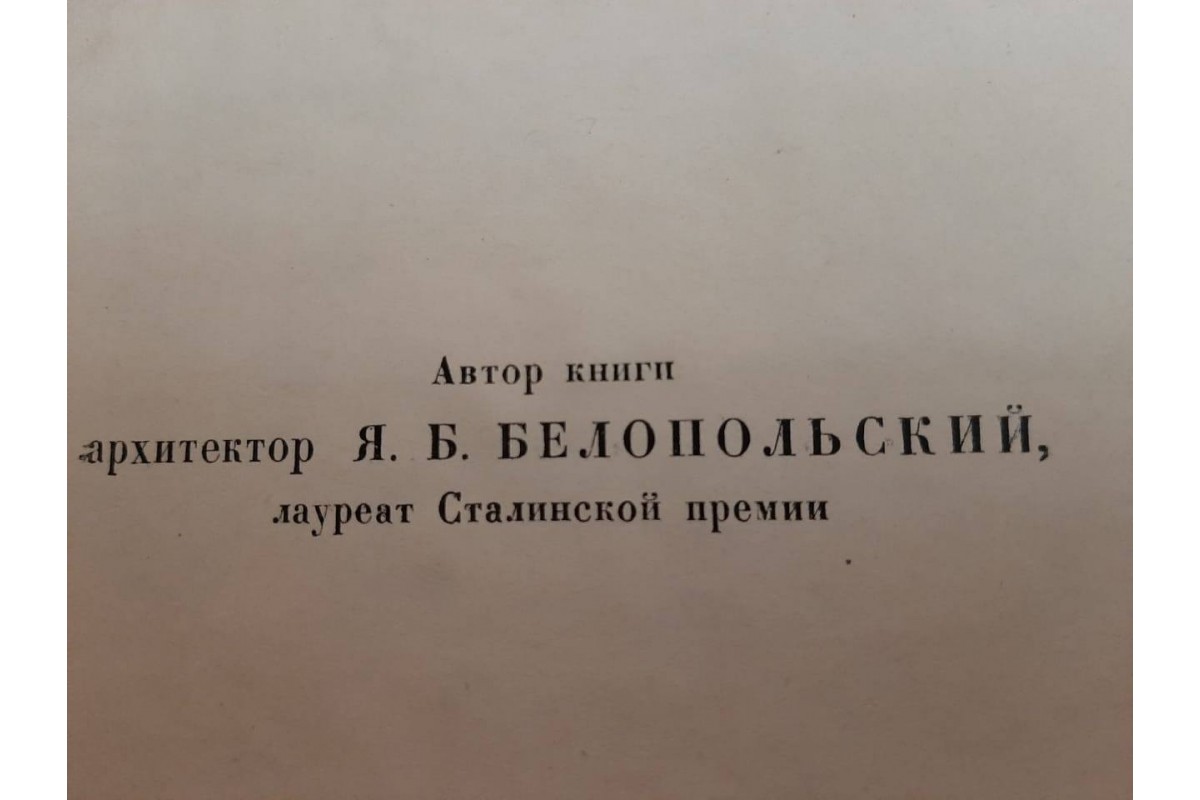 Автор книги
архитектор Я. Б. БЕЛОПОЛЬСКИЙ,
лауреат Сталинской премии